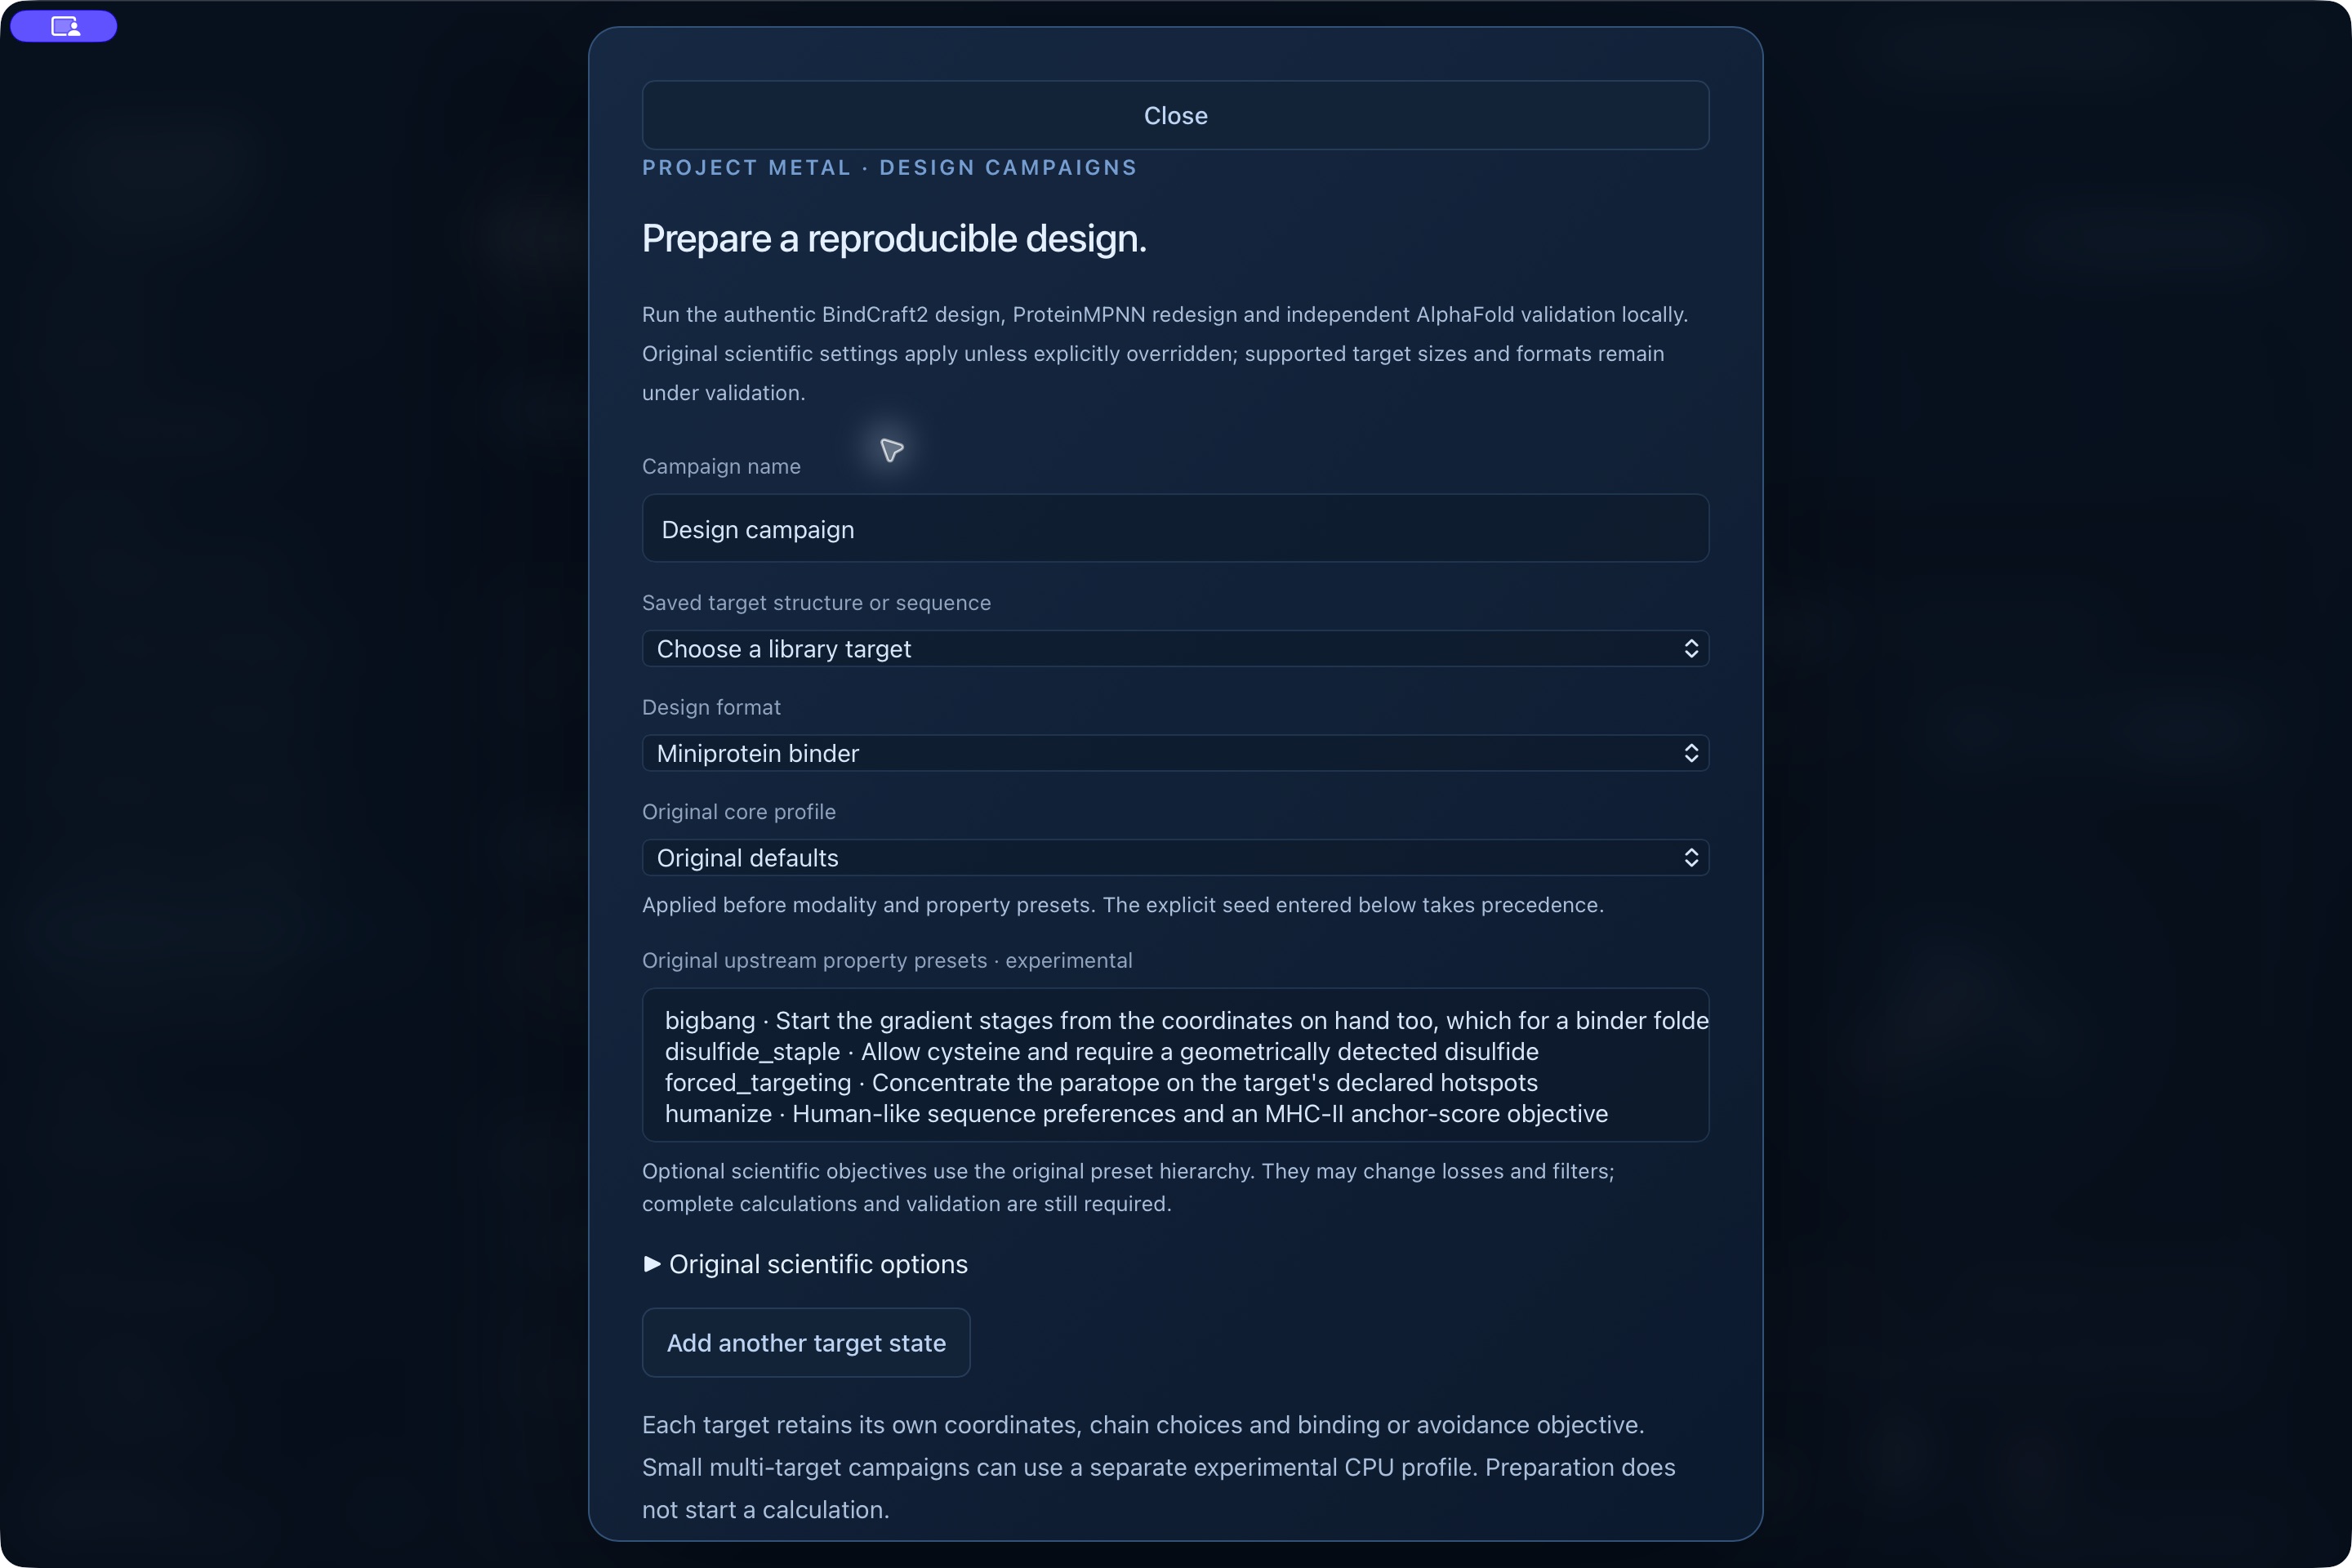 Close
PROJECT METAL · DESIGN CAMPAIGNS
Prepare a reproducible design.
Run the authentic BindCraft2 design, ProteinMPNN redesign and independent AlphaFold validation locally.
Original scientific settings apply unless explicitly overridden; supported target sizes and formats remain
under validation.
Campaign name
Design campaign
Saved target structure or sequence
Choose a library target
Design format
Miniprotein binder
Original core profile
Original defaults
Applied before modality and property presets. The explicit seed entered below takes precedence.
Original upstream property presets · experimental
bigbang · Start the gradient stages from the coordinates on hand too, which for a binder folde
disulfide_staple · Allow cysteine and require a geometrically detected disulfide
forced_targeting · Concentrate the paratope on the target's declared hotspots
humanize · Human-like sequence preferences and an MHC-II anchor-score objective
Optional scientific objectives use the original preset hierarchy. They may change losses and filters;
complete calculations and validation are still required.
Original scientific options
Add another target state
Each target retains its own coordinates, chain choices and binding or avoidance objective.
Small multi-target campaigns can use a separate experimental CPU profile. Preparation does
not start a calculation.